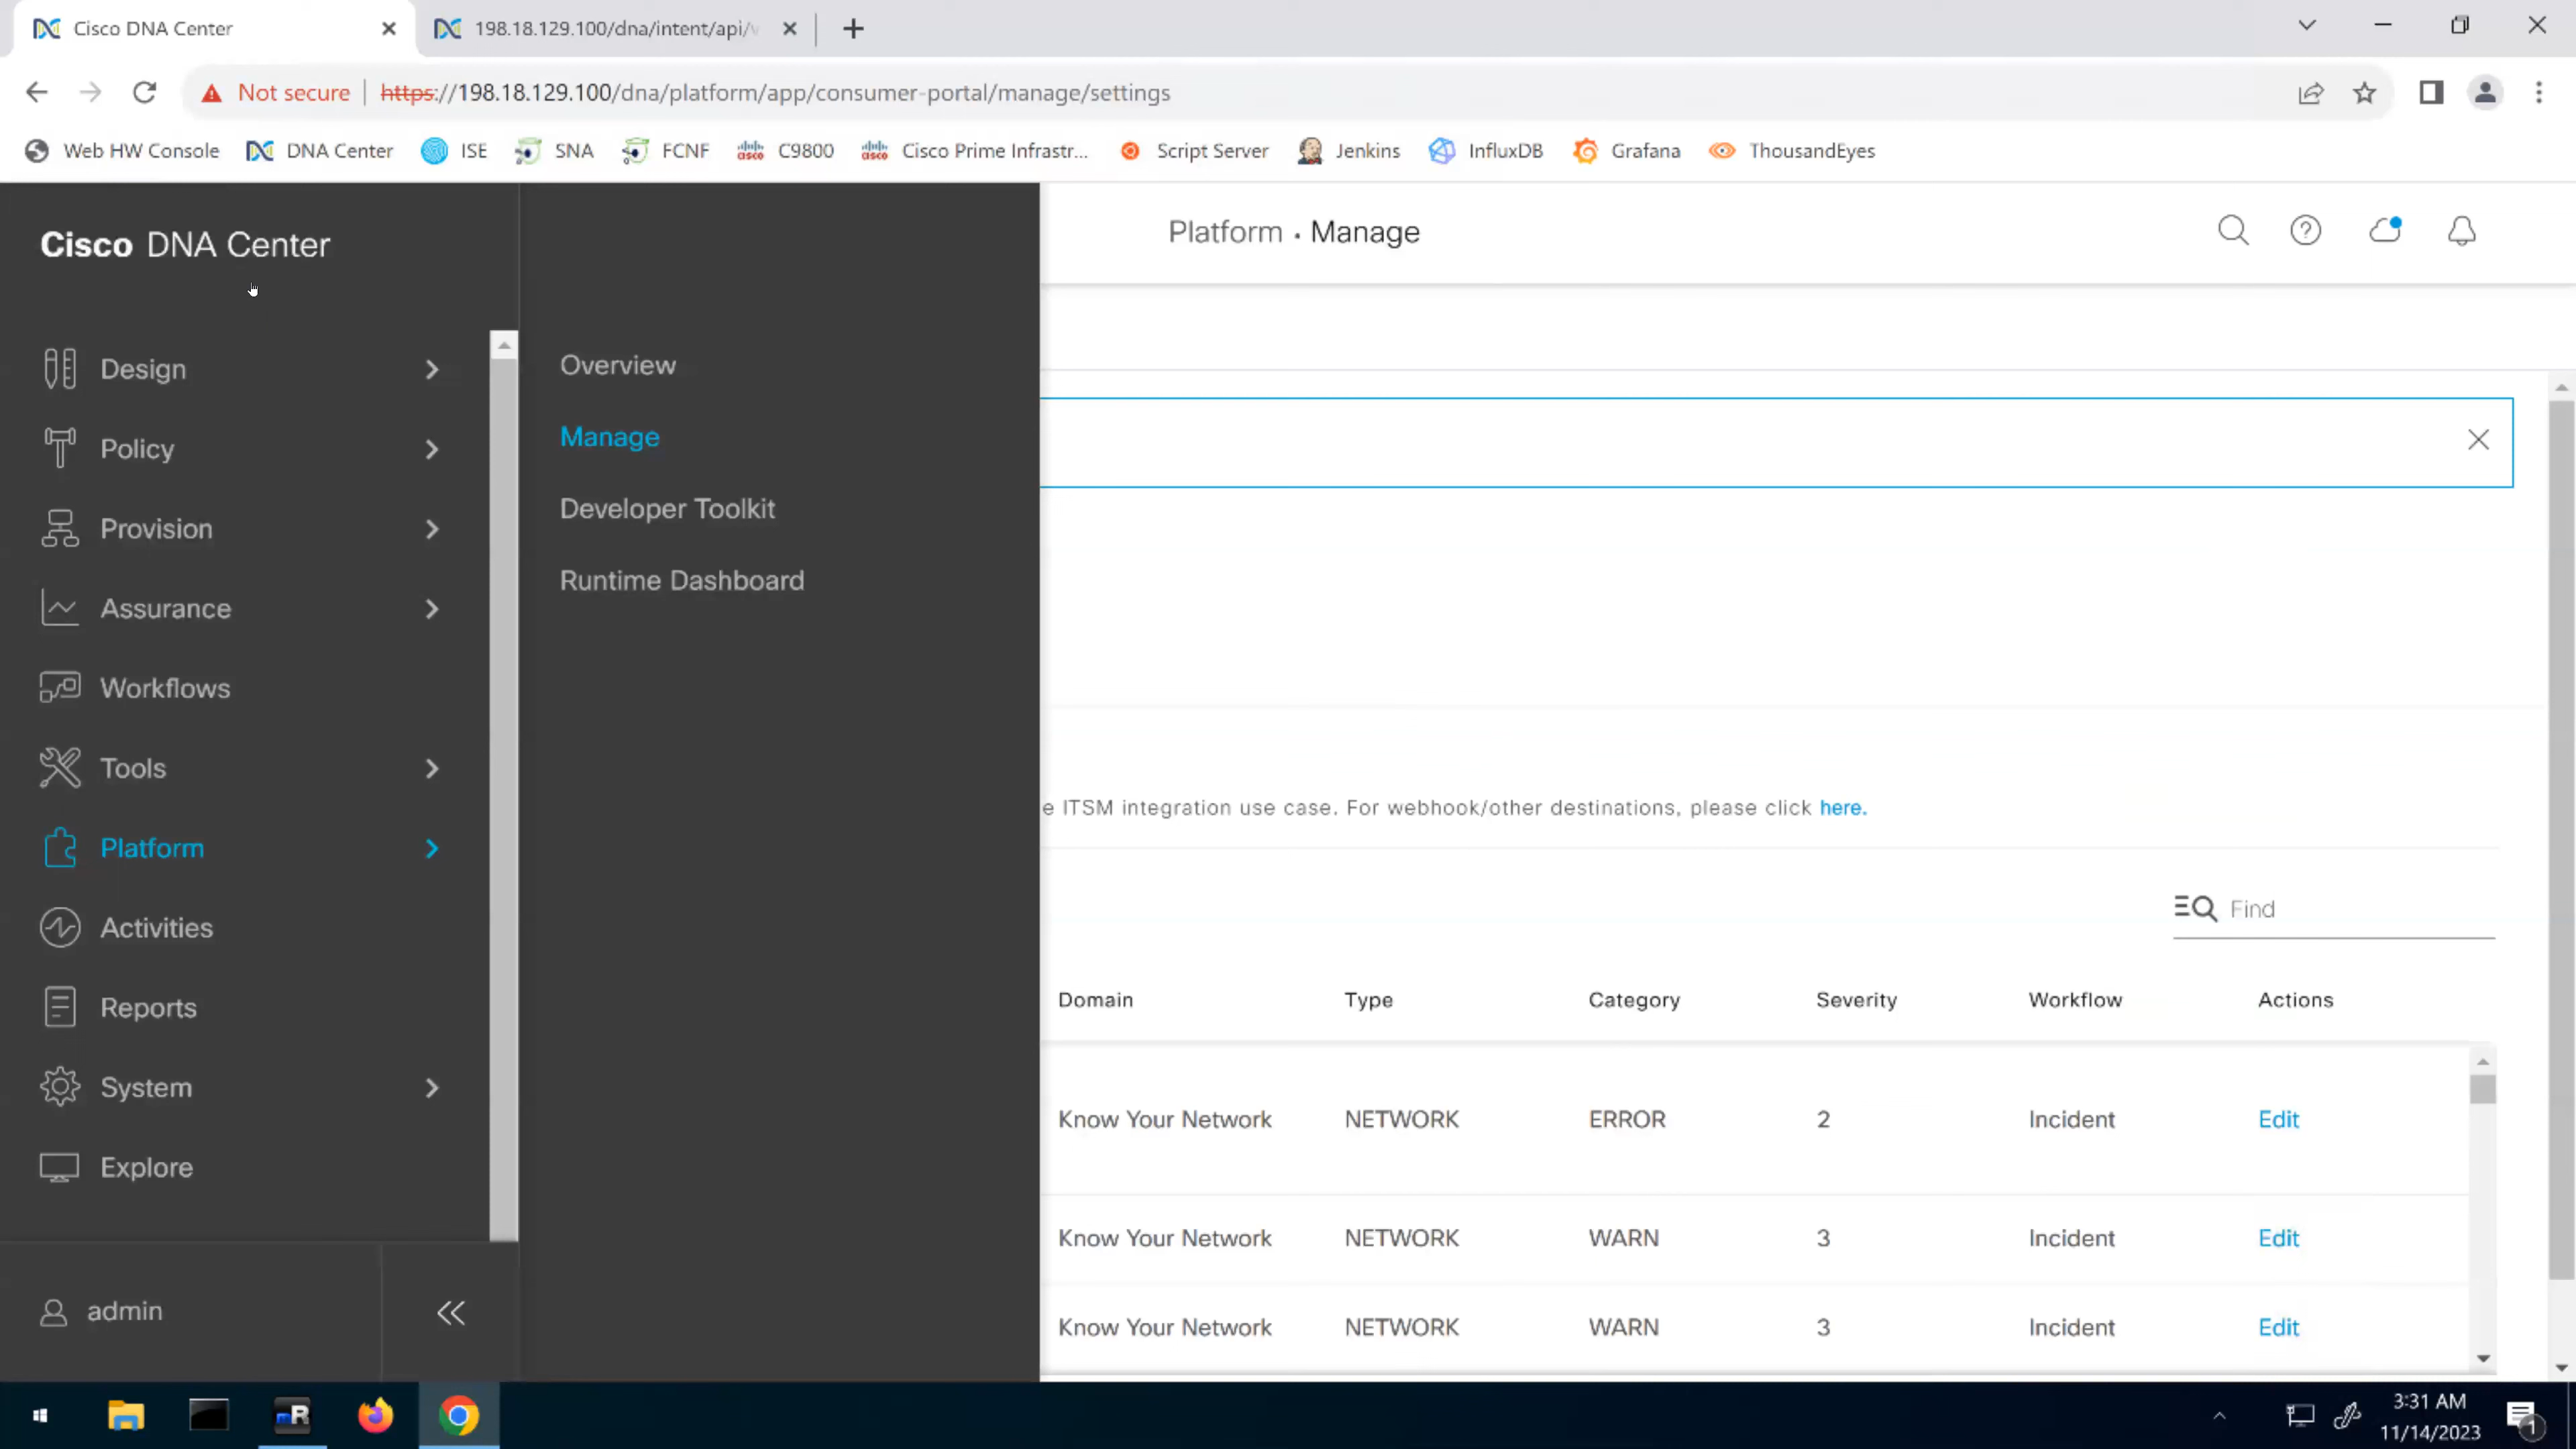 Cisco DNA Center
198.18.129.100/dna/intent/api/v
Not secure | https://198.18.129.100/dna/platform/app/consumer-portal/manage/settings
Web HW Console DNA Center ISE SNA FCNF C9800 Cisco Prime Infrastr... Script Server Jenkins InfluxDB Grafana ThousandEyes
Cisco DNA Center
Platform • Manage
Design
Policy
Provision
Assurance
Workflows
Tools
Platform
Activities
Reports
System
Explore
admin
Overview
Manage
Developer Toolkit
Runtime Dashboard
e ITSM integration use case. For webhook/other destinations, please click here.
Find
Domain Type Category Severity Workflow Actions
Know Your Network NETWORK ERROR 2 Incident Edit
Know Your Network NETWORK WARN 3 Incident Edit
Know Your Network NETWORK WARN 3 Incident Edit
3:31 AM
11/14/2023
1